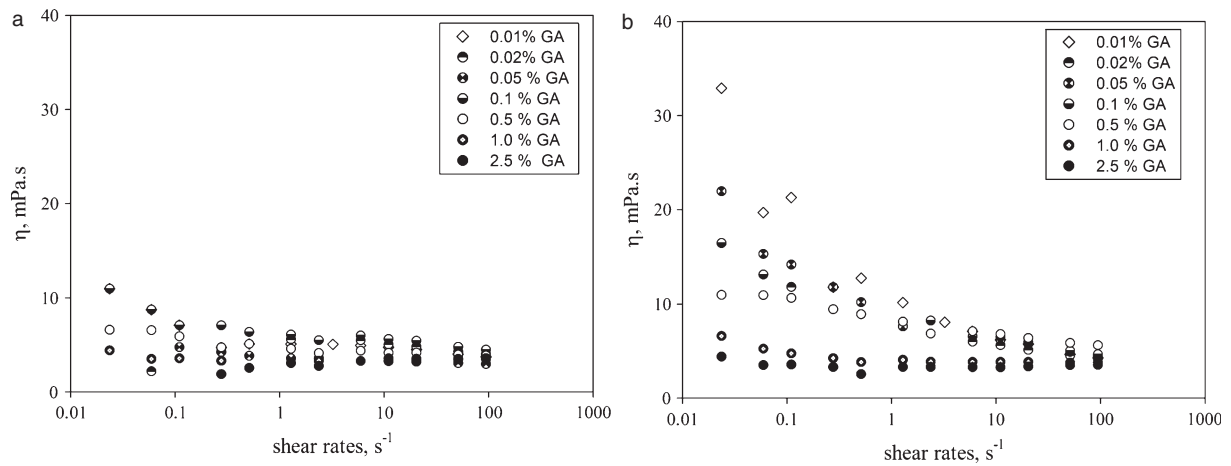 a
40
30
20
10
0
η, mPa.s
0.01% GA
0.02% GA
0.05 % GA
0.1 % GA
0.5 % GA
1.0 % GA
2.5 % GA
0.01 0.1 1 10 100 1000
shear rates, s⁻¹
b
40
30
20
10
0
η, mPa.s
0.01% GA
0.02% GA
0.05 % GA
0.1 % GA
0.5 % GA
1.0 % GA
2.5 % GA
0.01 0.1 1 10 100 1000
shear rates, s⁻¹